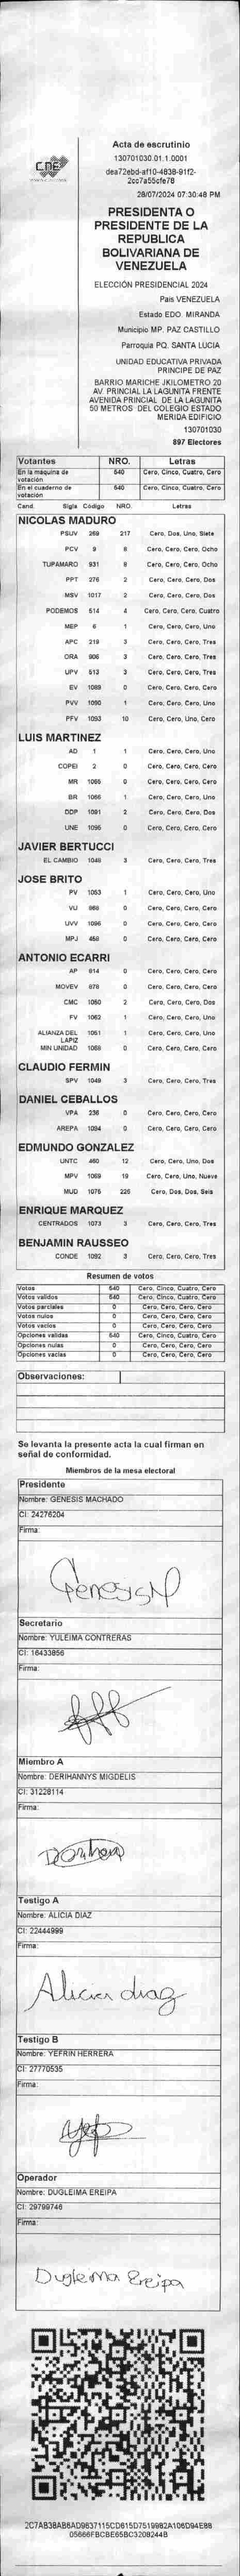 CDE
Acta de escrutinio
130701030.01.1.0001
dea72ebd-af10-4838-91f2-
2cc7a55cfe78
28/07/2024 07:30:48 PM
PRESIDENTA O
PRESIDENTE DE LA
REPUBLICA
BOLIVARIANA DE
VENEZUELA
ELECCIÓN PRESIDENCIAL 2024
País VENEZUELA
Estado EDO. MIRANDA
Municipio MP. PAZ CASTILLO
Parroquia PQ. SANTA LUCIA
UNIDAD EDUCATIVA PRIVADA
PRINCIPE DE PAZ
BARRIO MARICHE JKILOMETRO 20
AV PRINCIAL LA LAGUNITA FRENTE
AVENIDA PRINCIAL DE LA LAGUNITA
50 METROS DEL COLEGIO ESTADO
MERIDA EDIFICIO
130701030
897 Electores
Votantes NRO. Letras
En la maquina de votación 540 Cero, Cinco, Cuatro, Cero
En el cuaderno de votación 540 Cero, Cinco, Cuatro, Cero
Cand. Sigla Código NRO. Letras
NICOLAS MADURO
PSUV 269 217 Cero, Dos, Uno, Siete
PCV 9 8 Cero, Cero, Cero, Ocho
TUPAMARO 931 8 Cero, Cero, Cero, Ocho
PPT 276 2 Cero, Cero, Cero, Dos
MSV 1017 2 Cero, Cero, Cero, Dos
PODEMOS 514 4 Cero, Cero, Cero, Cuatro
MEP 6 1 Cero, Cero, Cero, Uno
APC 219 3 Cero, Cero, Cero, Tres
ORA 906 3 Cero, Cero, Cero, Tres
UPV 513 3 Cero, Cero, Cero, Tres
EV 1089 0 Cero, Cero, Cero, Cero
PVV 1090 1 Cero, Cero, Cero, Uno
PFV 1093 10 Cero, Cero, Uno, Cero
LUIS MARTINEZ
AD 1 1 Cero, Cero, Cero, Uno
COPEI 2 0 Cero, Cero, Cero, Cero
MR 1065 0 Cero, Cero, Cero, Cero
BR 1066 1 Cero, Cero, Cero, Uno
DDP 1091 2 Cero, Cero, Cero, Dos
UNE 1095 0 Cero, Cero, Cero, Cero
JAVIER BERTUCCI
EL CAMBIO 1048 3 Cero, Cero, Cero, Tres
JOSE BRITO
PV 1053 1 Cero, Cero, Cero, Uno
VU 968 0 Cero, Cero, Cero, Cero
UVV 1096 0 Cero, Cero, Cero, Cero
MPJ 458 0 Cero, Cero, Cero, Cero
ANTONIO ECARRI
AP 914 0 Cero, Cero, Cero, Cero
MOVEV 878 0 Cero, Cero, Cero, Cero
CMC 1050 2 Cero, Cero, Cero, Dos
FV 1062 1 Cero, Cero, Cero, Uno
ALIANZA DEL LAPIZ 1051 1 Cero, Cero, Cero, Uno
MIN UNIDAD 1068 0 Cero, Cero, Cero, Cero
CLAUDIO FERMIN
SPV 1049 3 Cero, Cero, Cero, Tres
DANIEL CEBALLOS
VPA 236 0 Cero, Cero, Cero, Cero
AREPA 1094 0 Cero, Cero, Cero, Cero
EDMUNDO GONZALEZ
UNTC 460 12 Cero, Cero, Uno, Dos
MPV 1069 19 Cero, Cero, Uno, Nueve
MUD 1075 226 Cero, Dos, Dos, Seis
ENRIQUE MARQUEZ
CENTRADOS 1073 3 Cero, Cero, Cero, Tres
BENJAMIN RAUSSEO
CONDE 1092 3 Cero, Cero, Cero, Tres
Resumen de votos
Votos 540 Cero, Cinco, Cuatro, Cero
Votos validos 540 Cero, Cinco, Cuatro, Cero
Votos parciales 0 Cero, Cero, Cero, Cero
Votos nulos 0 Cero, Cero, Cero, Cero
Votos vacios 0 Cero, Cero, Cero, Cero
Opciones validas 540 Cero, Cinco, Cuatro, Cero
Opciones nulas 0 Cero, Cero, Cero, Cero
Opciones vacias 0 Cero, Cero, Cero, Cero
Observaciones:
Se levanta la presente acta la cual firman en
señal de conformidad.
Miembros de la mesa electoral
Presidente
Nombre: GENESIS MACHADO
CI: 24276204
Firma:
Genesis M
Secretario
Nombre: YULEIMA CONTRERAS
CI: 16433856
Firma:
Miembro A
Nombre: DERIHANNYS MIGDELIS
CI: 31228114
Firma:
Testigo A
Nombre: ALICIA DIAZ
CI: 22444999
Firma:
Alicia diaz
Testigo B
Nombre: YEFRIN HERRERA
CI: 27770535
Firma:
Operador
Nombre: DUGLEIMA EREIPA
CI: 29799746
Firma:
Dugleima Ereipa
2C7AB38AB6AD9637115CD615D7519982A106D94E88
05666FBCBE65BC3208244B